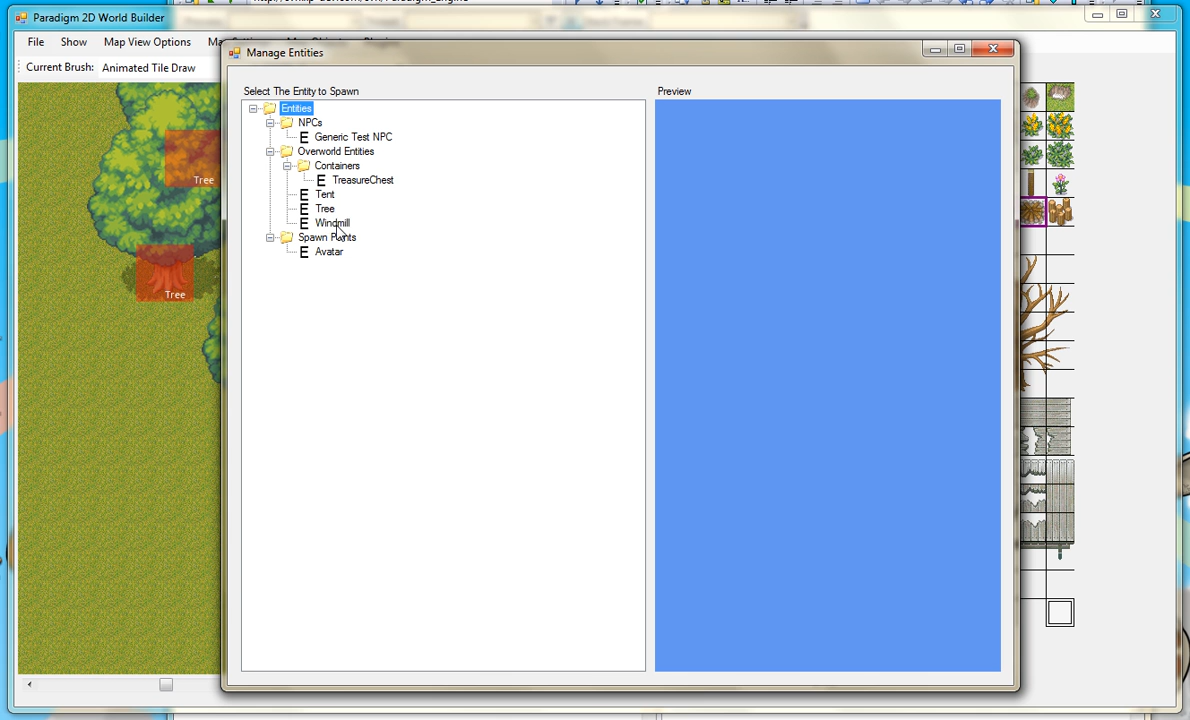 Paradigm 2D World Builder
File Show Map View Options
Current Brush: Animated Tile Draw
Manage Entities
Select The Entity to Spawn
Preview
Entities
NPCs
Generic Test NPC
Overworld Entities
Containers
TreasureChest
Tent
Tree
Windmill
Spawn Points
Avatar
Tree
Tree